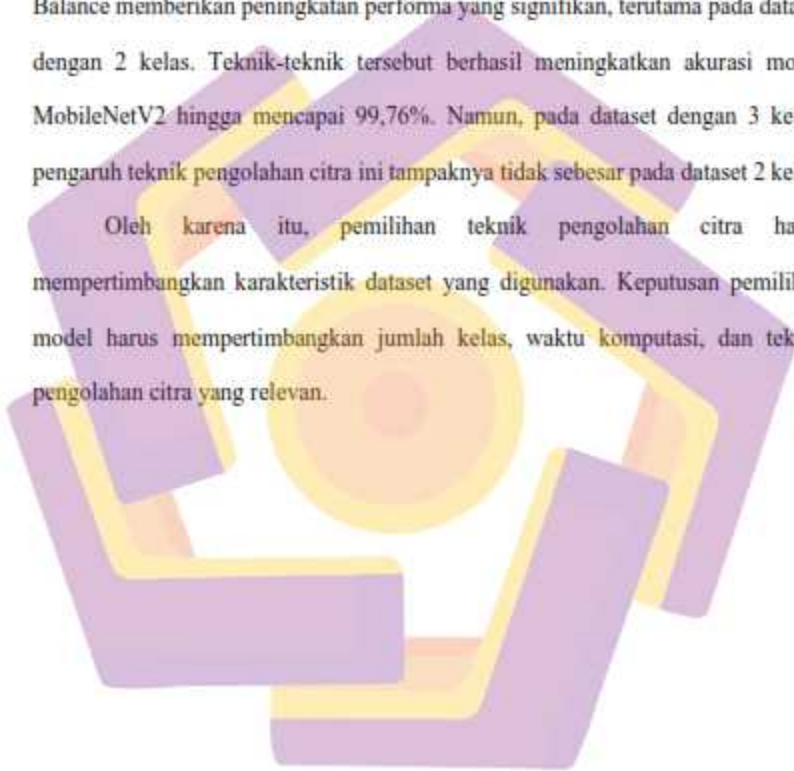 Balance memberikan peningkatan performa yang signifikan, terutama pada data
dengan 2 kelas. Teknik-teknik tersebut berhasil meningkatkan akurasi mo
MobileNetV2 hingga mencapai 99,76%. Namun, pada dataset dengan 3 ke
pengaruh teknik pengolahan citra ini tampaknya tidak sebesar pada dataset 2 ke
Oleh karena itu, pemilihan teknik pengolahan citra ha
mempertimbangkan karakteristik dataset yang digunakan. Keputusan pemili
model harus mempertimbangkan jumlah kelas, waktu komputasi, dan tek
pengolahan citra yang relevan.